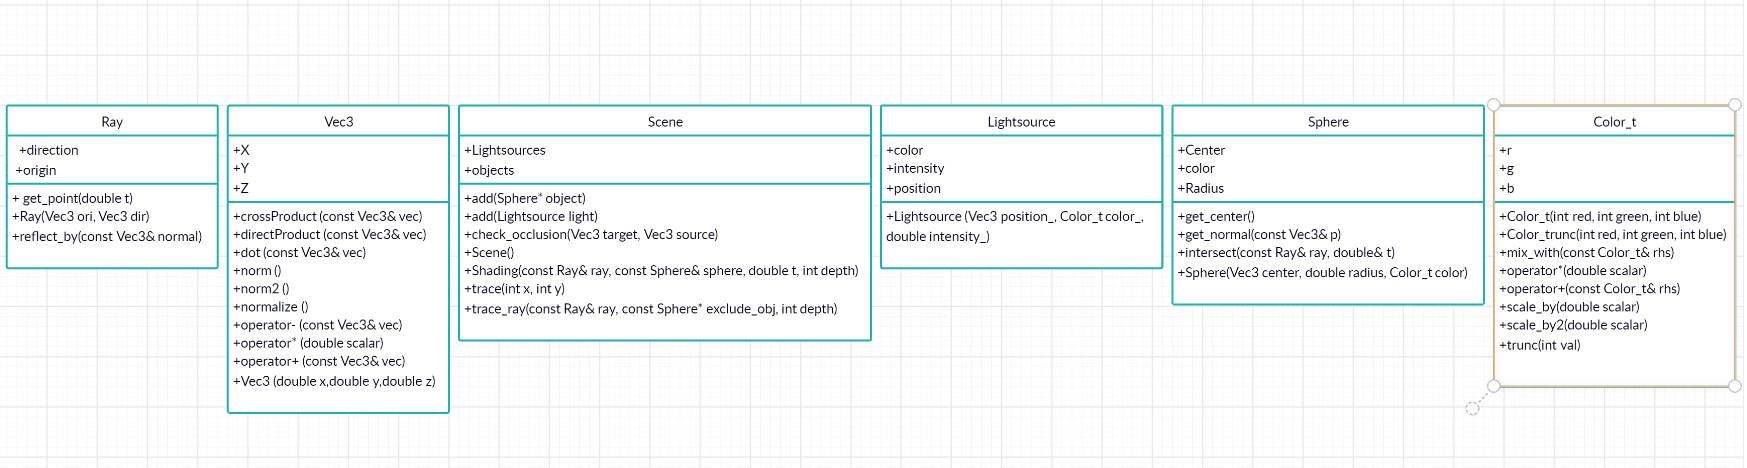 Ray
+direction
+origin
+ get_point(double t)
+Ray(Vec3 ori, Vec3 dir)
+reflect_by(const Vec3& normal)
Vec3
+X
+Y
+Z
+crossProduct (const Vec3& vec)
+directProduct (const Vec3& vec)
+dot (const Vec3& vec)
+norm ()
+norm2 ()
+normalize ()
+operator- (const Vec3& vec)
+operator* (double scalar)
+operator+ (const Vec3& vec)
+Vec3 (double x,double y,double z)
Scene
+Lightsources
+objects
+add(Sphere* object)
+add(Lightsource light)
+check_occlusion(Vec3 target, Vec3 source)
+Scene()
+Shading(const Ray& ray, const Sphere& sphere, double t, int depth)
+trace(int x, int y)
+trace_ray(const Ray& ray, const Sphere* exclude_obj, int depth)
Lightsource
+color
+intensity
+position
+Lightsource (Vec3 position_, Color_t color_,
double intensity_)
Sphere
+Center
+color
+Radius
+get_center()
+get_normal(const Vec3& p)
+intersect(const Ray& ray, double& t)
+Sphere(Vec3 center, double radius, Color_t color)
Color_t
+r
+g
+b
+Color_t(int red, int green, int blue)
+Color_trunc(int red, int green, int blue)
+mix_with(const Color_t& rhs)
+operator*(double scalar)
+operator+(const Color_t& rhs)
+scale_by(double scalar)
+scale_by2(double scalar)
+trunc(int val)